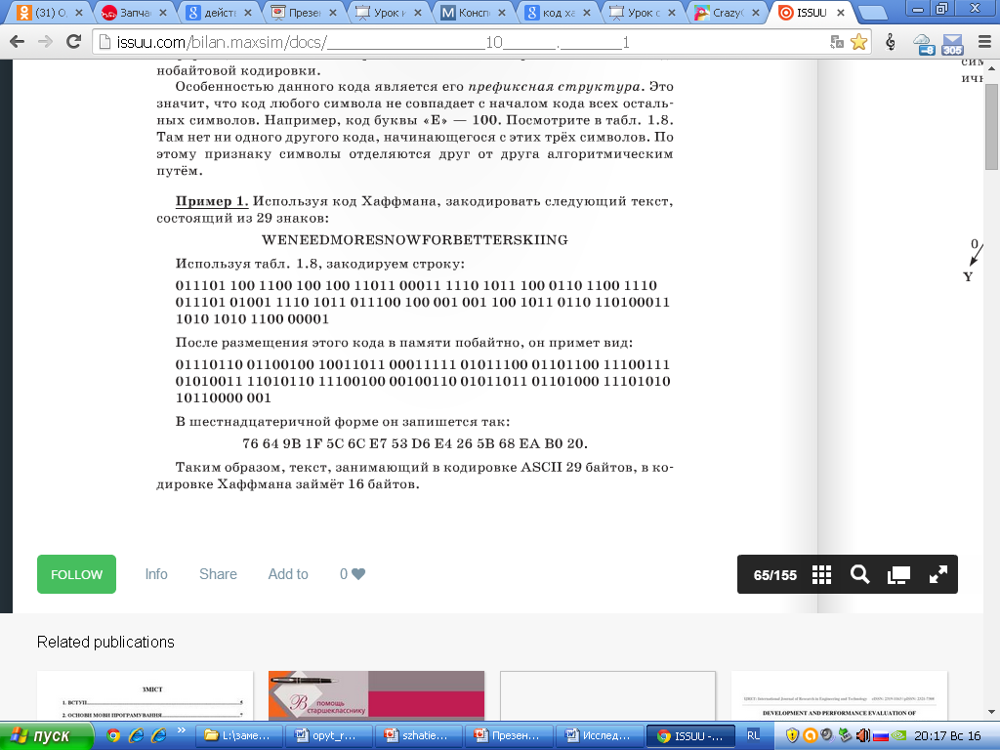 (31) О
Запча
дейст
Презен
Урок и
Консп
код ха
Урок с
CrazyC
ISSUU
issuu.com/bilan.maxsim/docs/____________________10______.________1
нобайтовой кодировки.
Особенностью данного кода является его префиксная структура. Это
значит, что код любого символа не совпадает с началом кода всех осталь-
ных символов. Например, код буквы «Е» — 100. Посмотрите в табл. 1.8.
Там нет ни одного другого кода, начинающегося с этих трёх символов. По
этому признаку символы отделяются друг от друга алгоритмическим
путём.
Пример 1. Используя код Хаффмана, закодировать следующий текст,
состоящий из 29 знаков:
WENEEDMORESNOWFORBETTERSKIING
Используя табл. 1.8, закодируем строку:
011101 100 1100 100 100 11011 00011 1110 1011 100 0110 1100 1110
011101 01001 1110 1011 011100 100 001 001 100 1011 0110 110100011
1010 1010 1100 00001
После размещения этого кода в памяти побайтно, он примет вид:
01110110 01100100 10011011 00011111 01011100 01101100 11100111
01010011 11010110 11100100 00100110 01011011 01101000 11101010
10110000 001
В шестнадцатеричной форме он запишется так:
76 64 9B 1F 5C 6C E7 53 D6 E4 26 5B 68 EA B0 20.
Таким образом, текст, занимающий в кодировке ASCII 29 байтов, в ко-
дировке Хаффмана займёт 16 байтов.
0
Y
FOLLOW
Info
Share
Add to
0
65/155
Related publications
ЗМІСТ
1. ВСТУП
2. ОСНОВИ МОВИ ПРОГРАМУВАННЯ
В помощь
старшекласснику
DEVELOPMENT AND PERFORMANCE EVALUATION OF
пуск
L:\заме...
opyt_r...
szhatie...
Презен...
Исслед...
ISSUU -...
RL
20:17 Вс 16